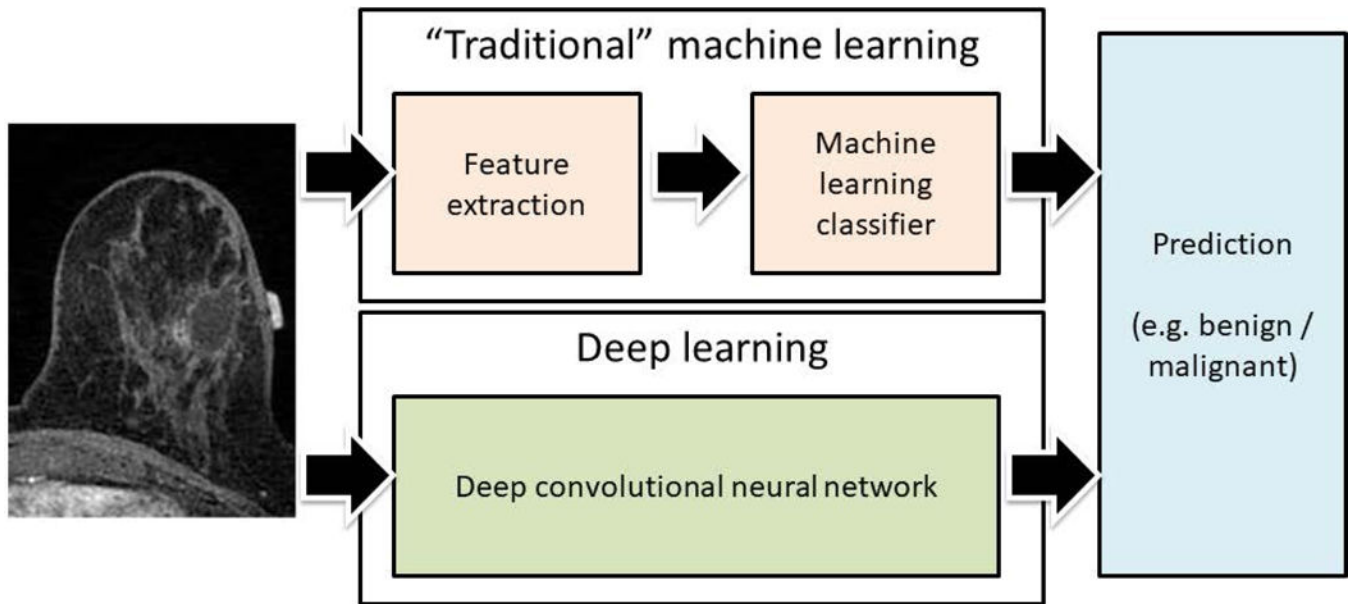 “Traditional” machine learning
Feature
extraction
Machine
learning
classifier
Deep learning
Deep convolutional neural network
Prediction
(e.g. benign /
malignant)